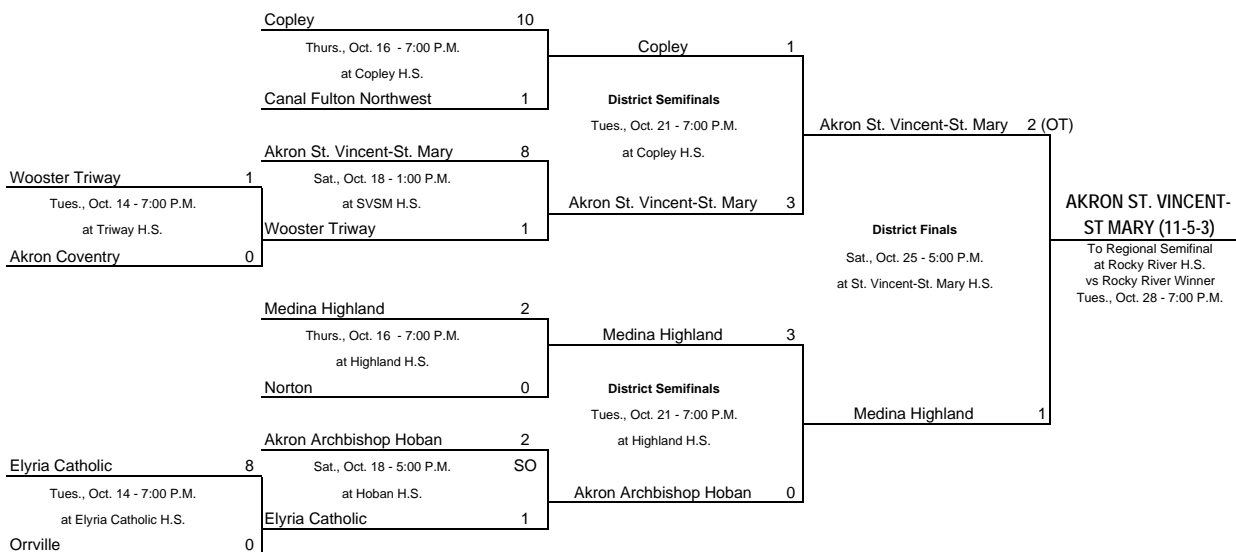 Copley 10
Thurs., Oct. 16 - 7:00 P.M.
at Copley H.S.
Canal Fulton Northwest 1
Akron St. Vincent-St. Mary 8
Sat., Oct. 18 - 1:00 P.M.
at SVSM H.S.
Wooster Triway 1
Wooster Triway 1
Tues., Oct. 14 - 7:00 P.M.
at Triway H.S.
Akron Coventry 0
Medina Highland 2
Thurs., Oct. 16 - 7:00 P.M.
at Highland H.S.
Norton 0
Akron Archbishop Hoban 2
Sat., Oct. 18 - 5:00 P.M. SO
at Hoban H.S.
Elyria Catholic 1
Elyria Catholic 8
Tues., Oct. 14 - 7:00 P.M.
at Elyria Catholic H.S.
Orrville 0
Copley 1
District Semifinals
Tues., Oct. 21 - 7:00 P.M.
at Copley H.S.
Akron St. Vincent-St. Mary 3
Medina Highland 3
District Semifinals
Tues., Oct. 21 - 7:00 P.M.
at Highland H.S.
Akron Archbishop Hoban 0
Akron St. Vincent-St. Mary 2 (OT)
District Finals
Sat., Oct. 25 - 5:00 P.M.
at St. Vincent-St. Mary H.S.
Medina Highland 1
AKRON ST. VINCENT-
ST MARY (11-5-3)
To Regional Semifinal
at Rocky River H.S.
vs Rocky River Winner
Tues., Oct. 28 - 7:00 P.M.